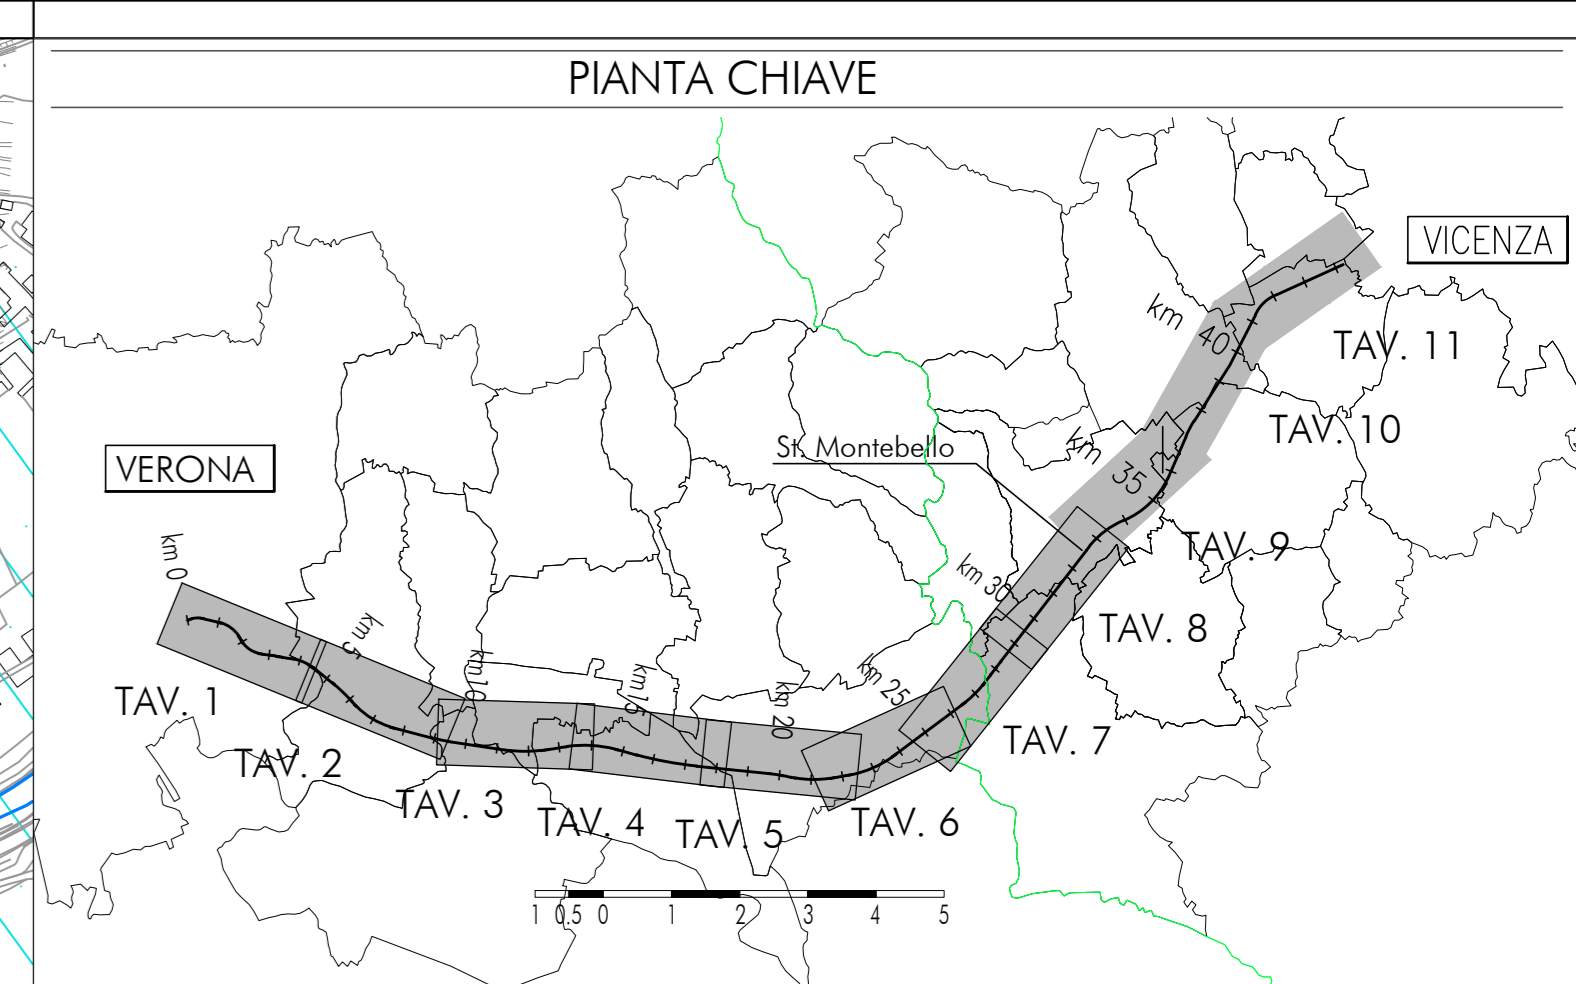 PIANTA CHIAVE
VICENZA
km 40
TAV. 11
TAV. 10
St. Montebello
km 35
VERONA
km 0
TAV. 9
km 30
TAV. 8
km 5
km 10
km 15
km 20
km 25
TAV. 1
TAV. 7
TAV. 2
TAV. 3
TAV. 4
TAV. 5
TAV. 6
1 0.5 0 1 2 3 4 5